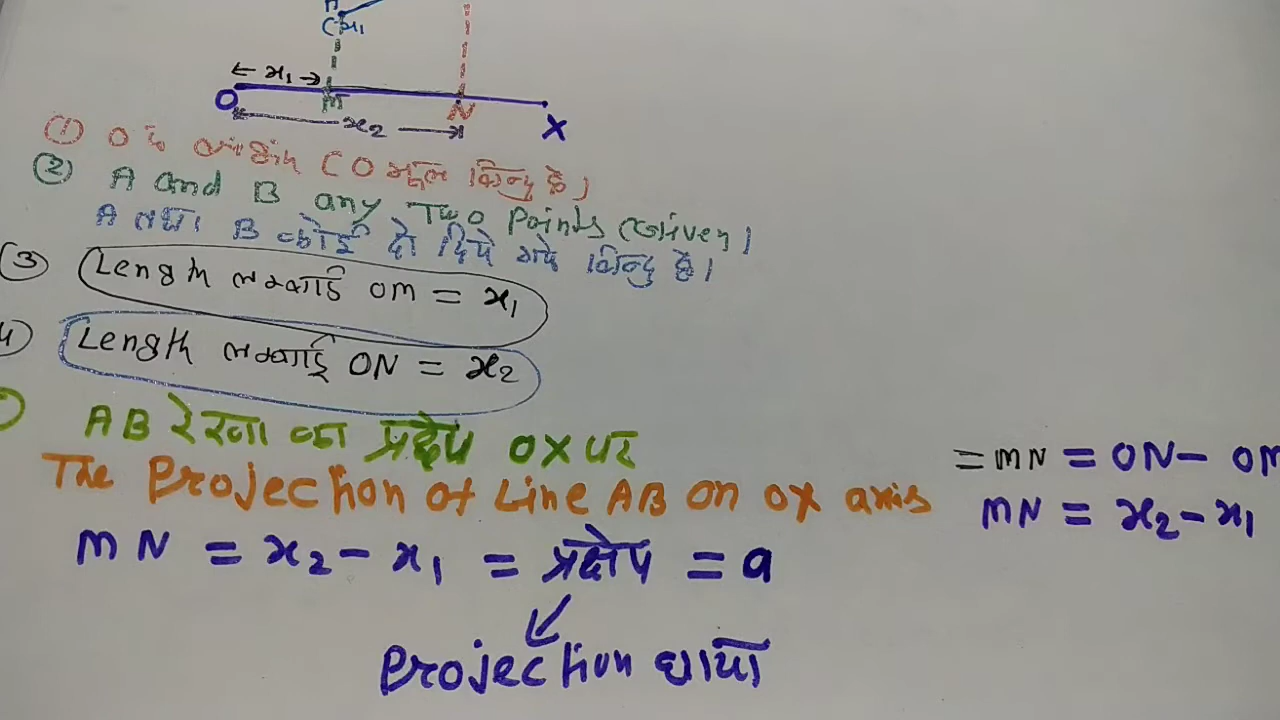 A
(x₁
← x₁ →
O M N
x₂
X
(1) O is origin (O मूल बिन्दु है।
(2) A and B any Two Points (Given)
A तथा B कोई दो दिये गये बिन्दु है।
(3) Length लम्बाई OM = x₁
4) Length लम्बाई ON = x₂
AB रेखा का प्रक्षेप OX पर
The Projection of Line AB on OX axis
= MN = ON - OM
MN = x₂ - x₁
MN = x₂ - x₁ = प्रक्षेप = a
Projection छाया